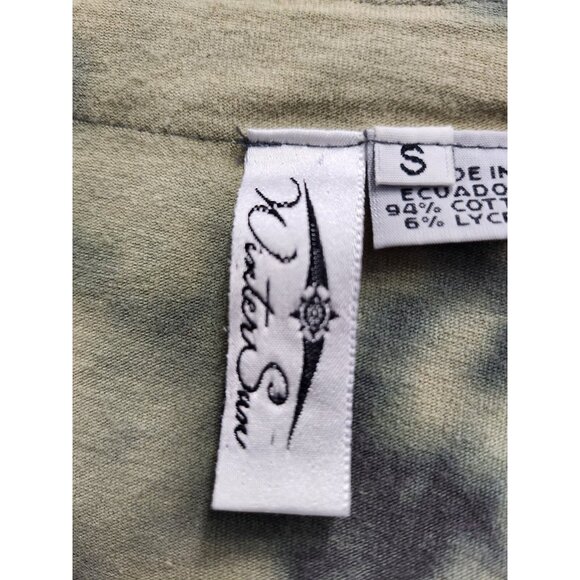 Winter Sun
S
DE IN
ECUADO
94% COTT
6% LYCR